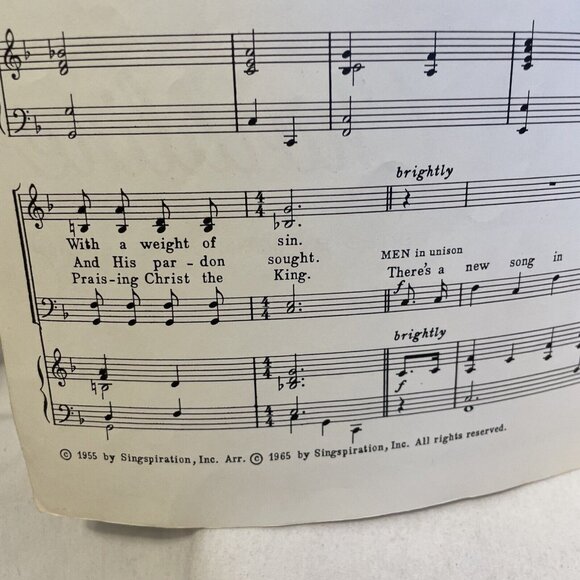 brightly
With a weight of sin.
And His par-don sought. MEN in unison
Prais-ing Christ the King. There's a new song in
f
brightly
f
© 1955 by Singspiration, Inc. Arr. © 1965 by Singspiration, Inc. All rights reserved.